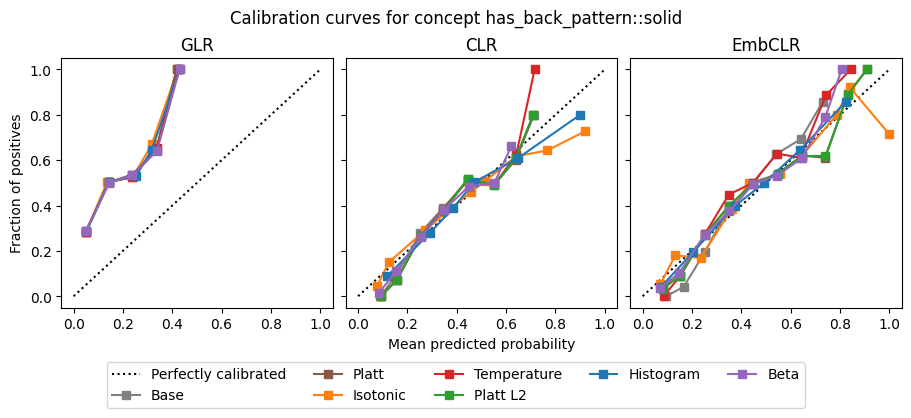 Calibration curves for concept has_back_pattern::solid
GLR
CLR
EmbCLR
Fraction of positives
1.0
0.8
0.6
0.4
0.2
0.0
0.0 0.2 0.4 0.6 0.8 1.0
0.0 0.2 0.4 0.6 0.8 1.0
0.0 0.2 0.4 0.6 0.8 1.0
Mean predicted probability
Perfectly calibrated Platt Temperature Histogram Beta
Base Isotonic Platt L2